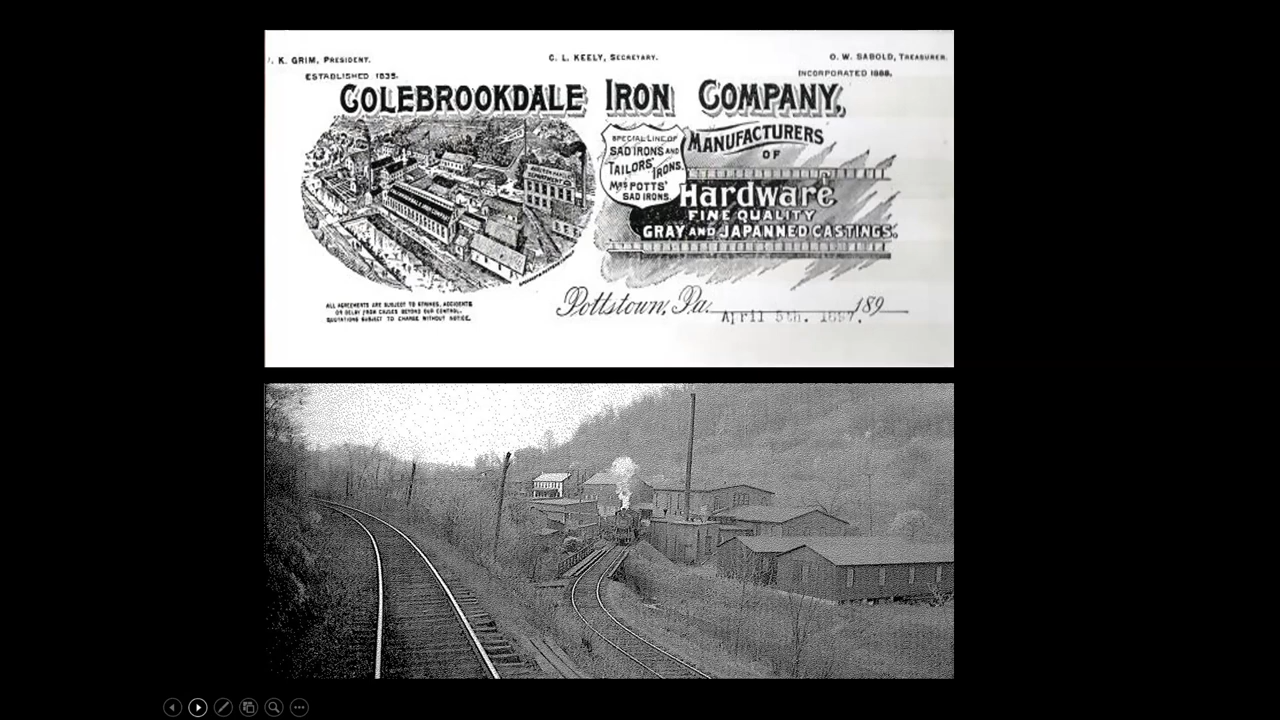 . K. GRIM, PRESIDENT.
C. L. KEELY, SECRETARY.
O. W. SABOLD, TREASURER.
ESTABLISHED 1835.
INCORPORATED 1888.
COLEBROOKDALE IRON COMPANY,
SPECIAL LINE OF
SAD IRONS AND
TAILORS' IRONS.
MRS POTTS'
SAD IRONS
MANUFACTURERS
OF
Hardware
FINE QUALITY
GRAY AND JAPANNED CASTINGS.
ALL AGREEMENTS ARE SUBJECT TO STRIKES, ACCIDENTS
OR DELAY FROM CAUSES BEYOND OUR CONTROL.
QUOTATIONS SUBJECT TO CHANGE WITHOUT NOTICE.
Pottstown, Pa. 189
April 5th. 1897.